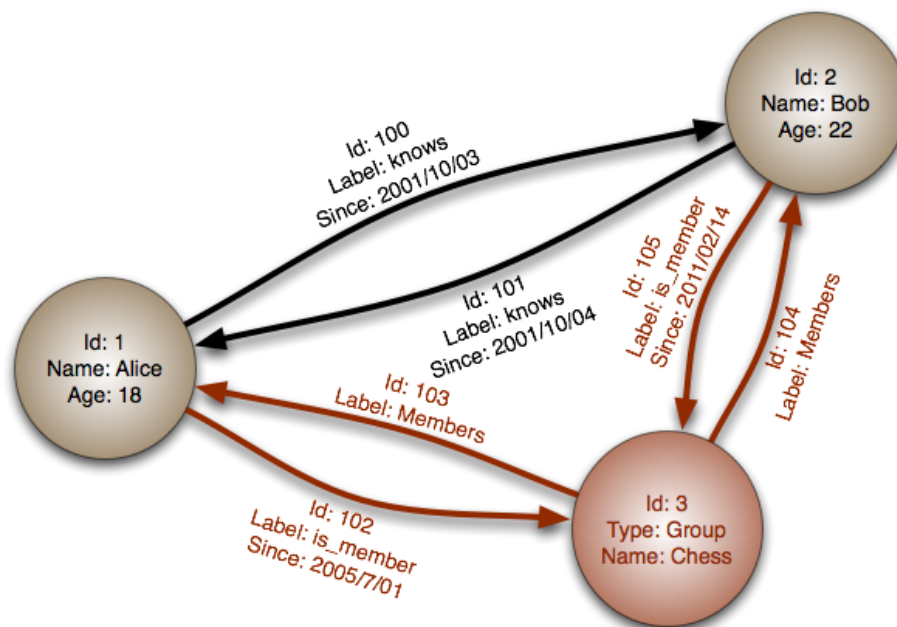 Id: 2
Name: Bob
Age: 22
Id: 100
Label: knows
Since: 2001/10/03
Id: 101
Label: knows
Since: 2001/10/04
Id: 105
Label: is_member
Since: 2011/02/14
Id: 104
Label: Members
Id: 1
Name: Alice
Age: 18
Id: 103
Label: Members
Id: 102
Label: is_member
Since: 2005/7/01
Id: 3
Type: Group
Name: Chess